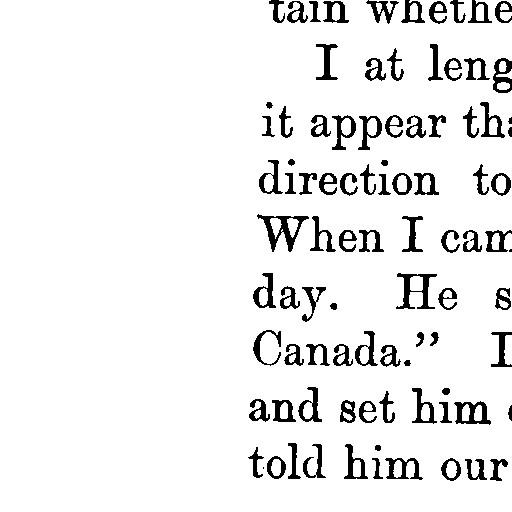 tain whethe
I at leng
it appear tha
direction to
When I cam
day. He s
Canada.” I
and set him
told him our